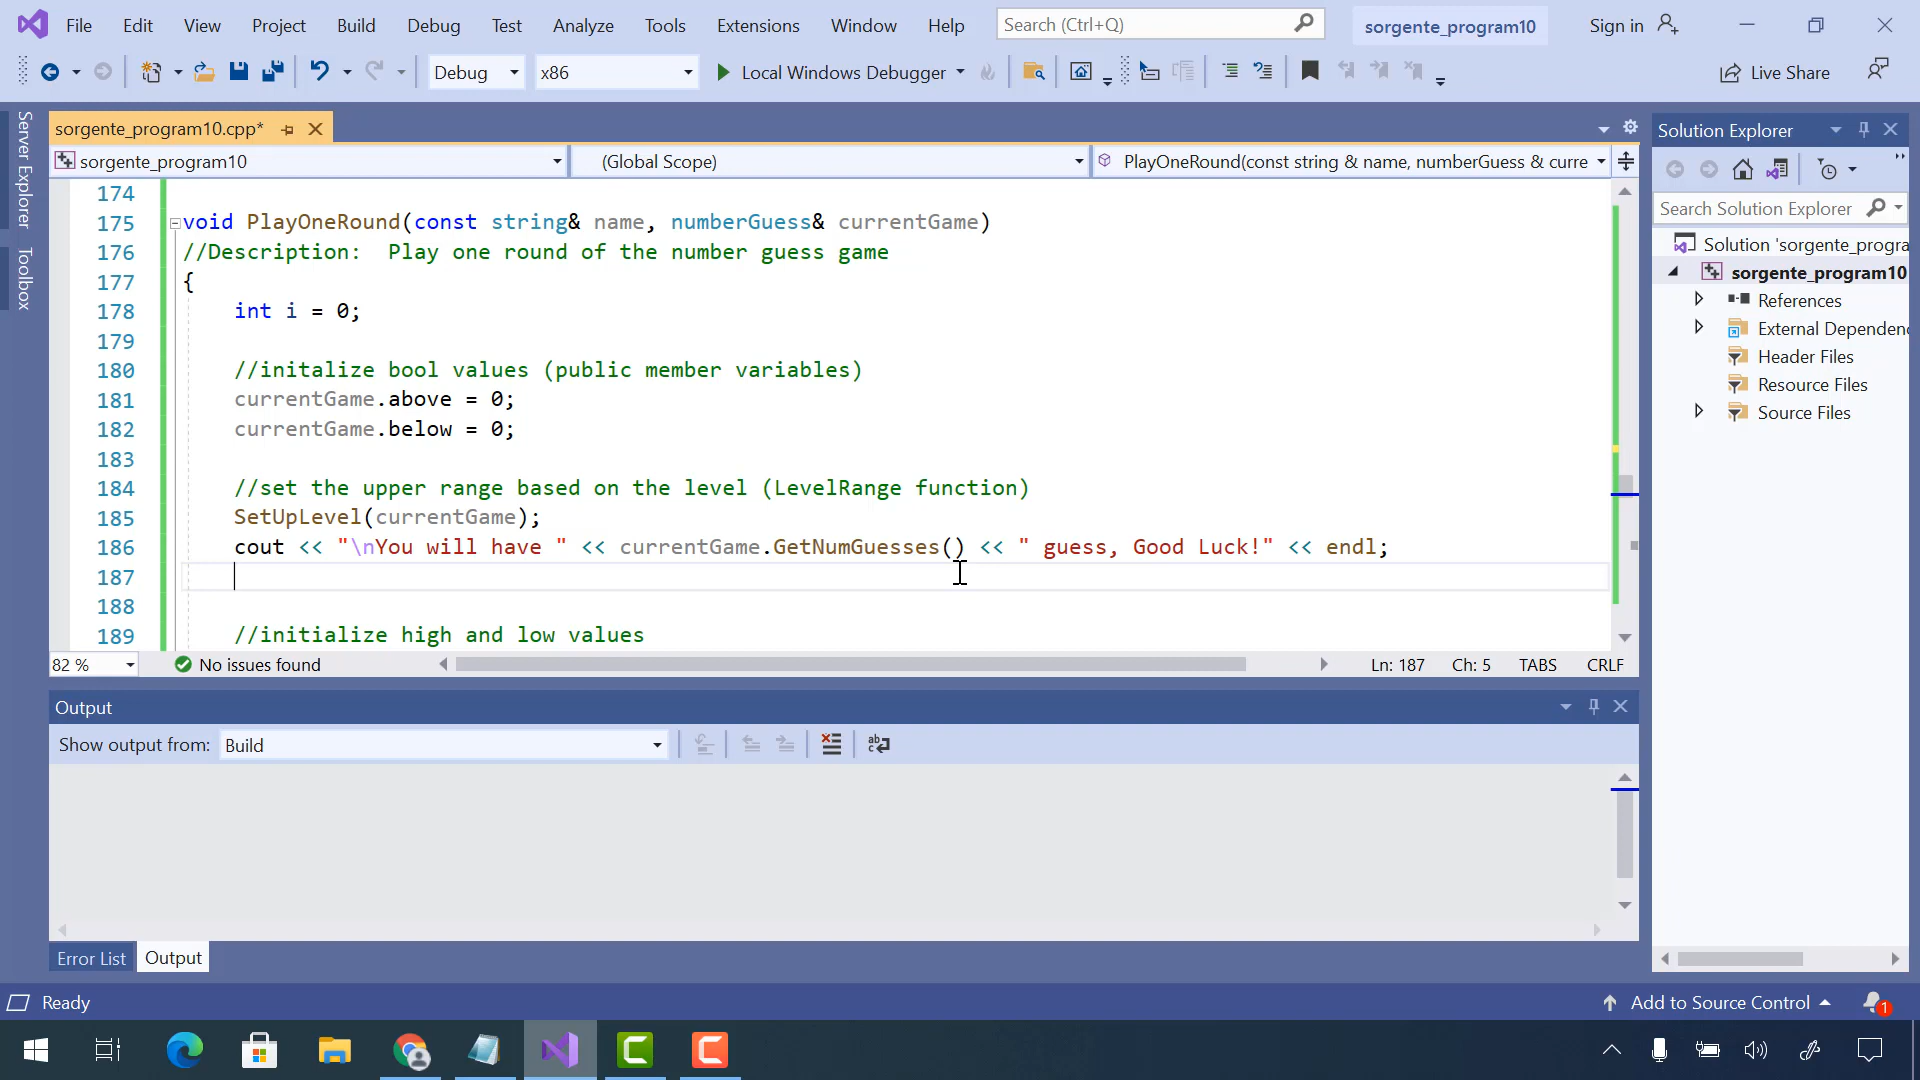 File Edit View Project Build Debug Test Analyze Tools Extensions Window Help Search (Ctrl+Q) sorgente_program10 Sign in
Debug x86 Local Windows Debugger Live Share
Server Explorer
Toolbox
sorgente_program10.cpp*
sorgente_program10 (Global Scope) PlayOneRound(const string & name, numberGuess & curre
174
175 void PlayOneRound(const string& name, numberGuess& currentGame)
176 //Description:  Play one round of the number guess game
177 {
178 int i = 0;
179
180 //initalize bool values (public member variables)
181 currentGame.above = 0;
182 currentGame.below = 0;
183
184 //set the upper range based on the level (LevelRange function)
185 SetUpLevel(currentGame);
186 cout << "\nYou will have " << currentGame.GetNumGuesses() << " guess, Good Luck!" << endl;
187
188
189 //initialize high and low values
82 % No issues found Ln: 187 Ch: 5 TABS CRLF
Output
Show output from: Build
Error List Output
Solution Explorer
Search Solution Explorer
Solution 'sorgente_progra
sorgente_program10
References
External Dependenc
Header Files
Resource Files
Source Files
Ready Add to Source Control 1